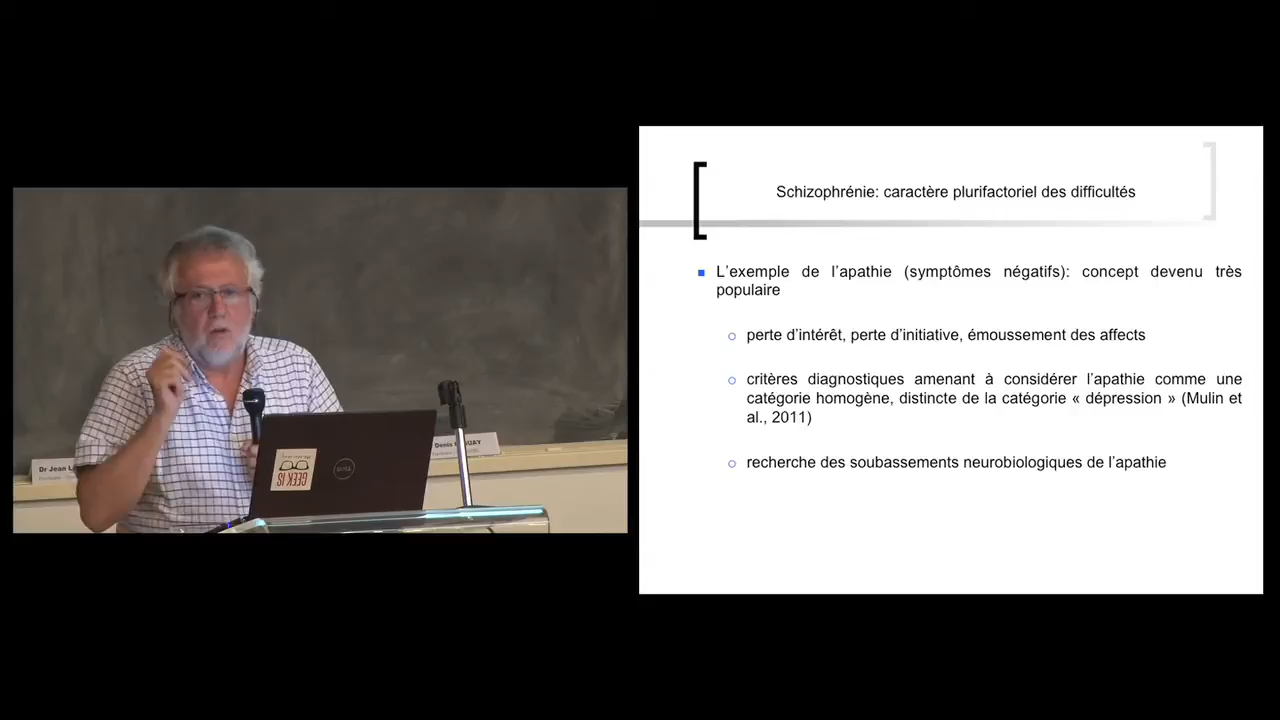 Schizophrénie: caractère plurifactoriel des difficultés
L'exemple de l'apathie (symptômes négatifs): concept devenu très
populaire
perte d'intérêt, perte d'initiative, émoussement des affects
critères diagnostiques amenant à considérer l'apathie comme une
catégorie homogène, distincte de la catégorie « dépression » (Mulin et
al., 2011)
recherche des soubassements neurobiologiques de l'apathie
Dr Jean
Denis
GEEK IS
DELL